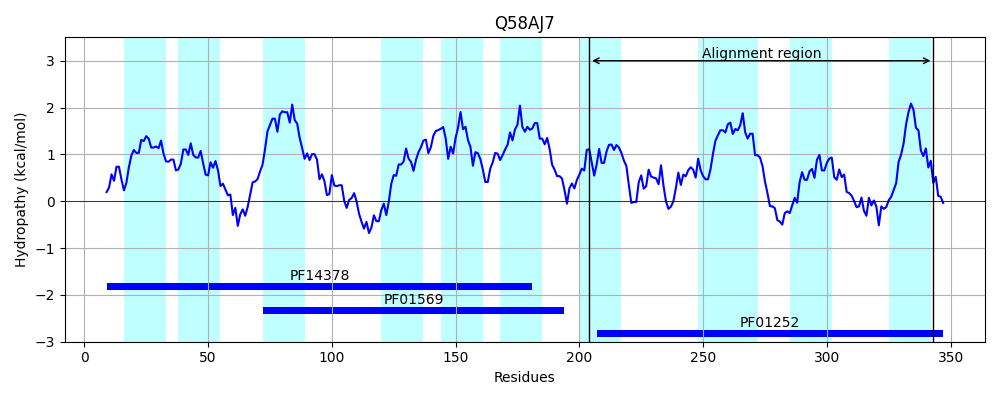 Q58AJ7
Hydropathy (kcal/mol)
3
2
1
0
−1
−2
−3
Alignment region
PF14378
PF01569
PF01252
0
50
100
150
200
250
300
350
Residues